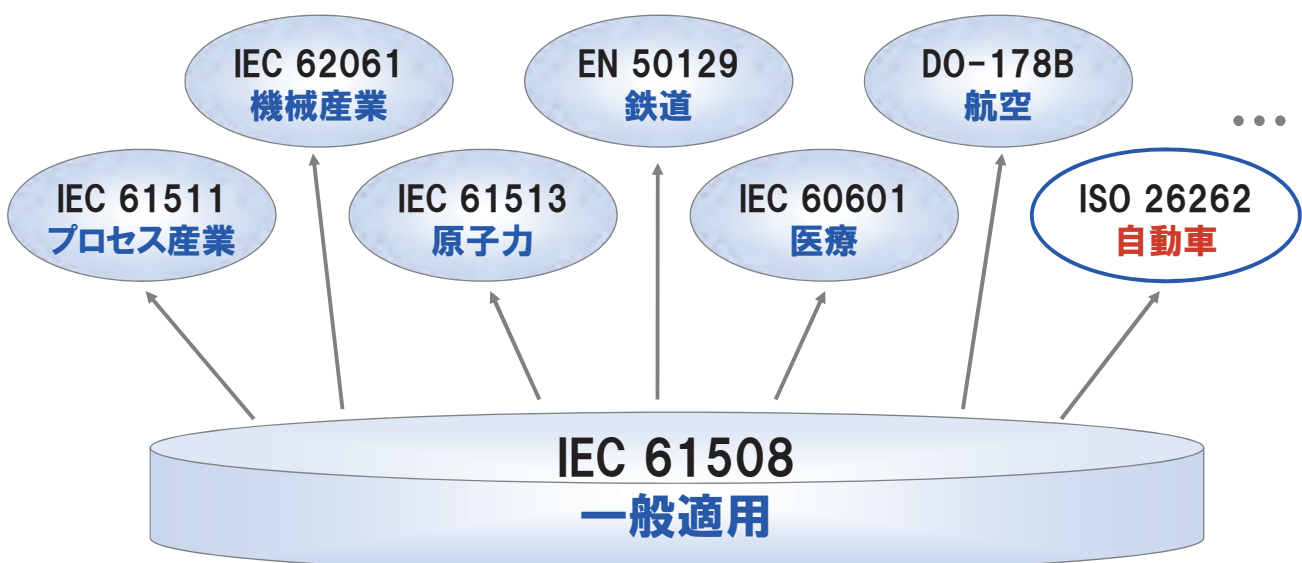 IEC 62061
機械産業
EN 50129
鉄道
DO-178B
航空
•••
IEC 61511
プロセス産業
IEC 61513
原子力
IEC 60601
医療
ISO 26262
自動車
IEC 61508
一般適用